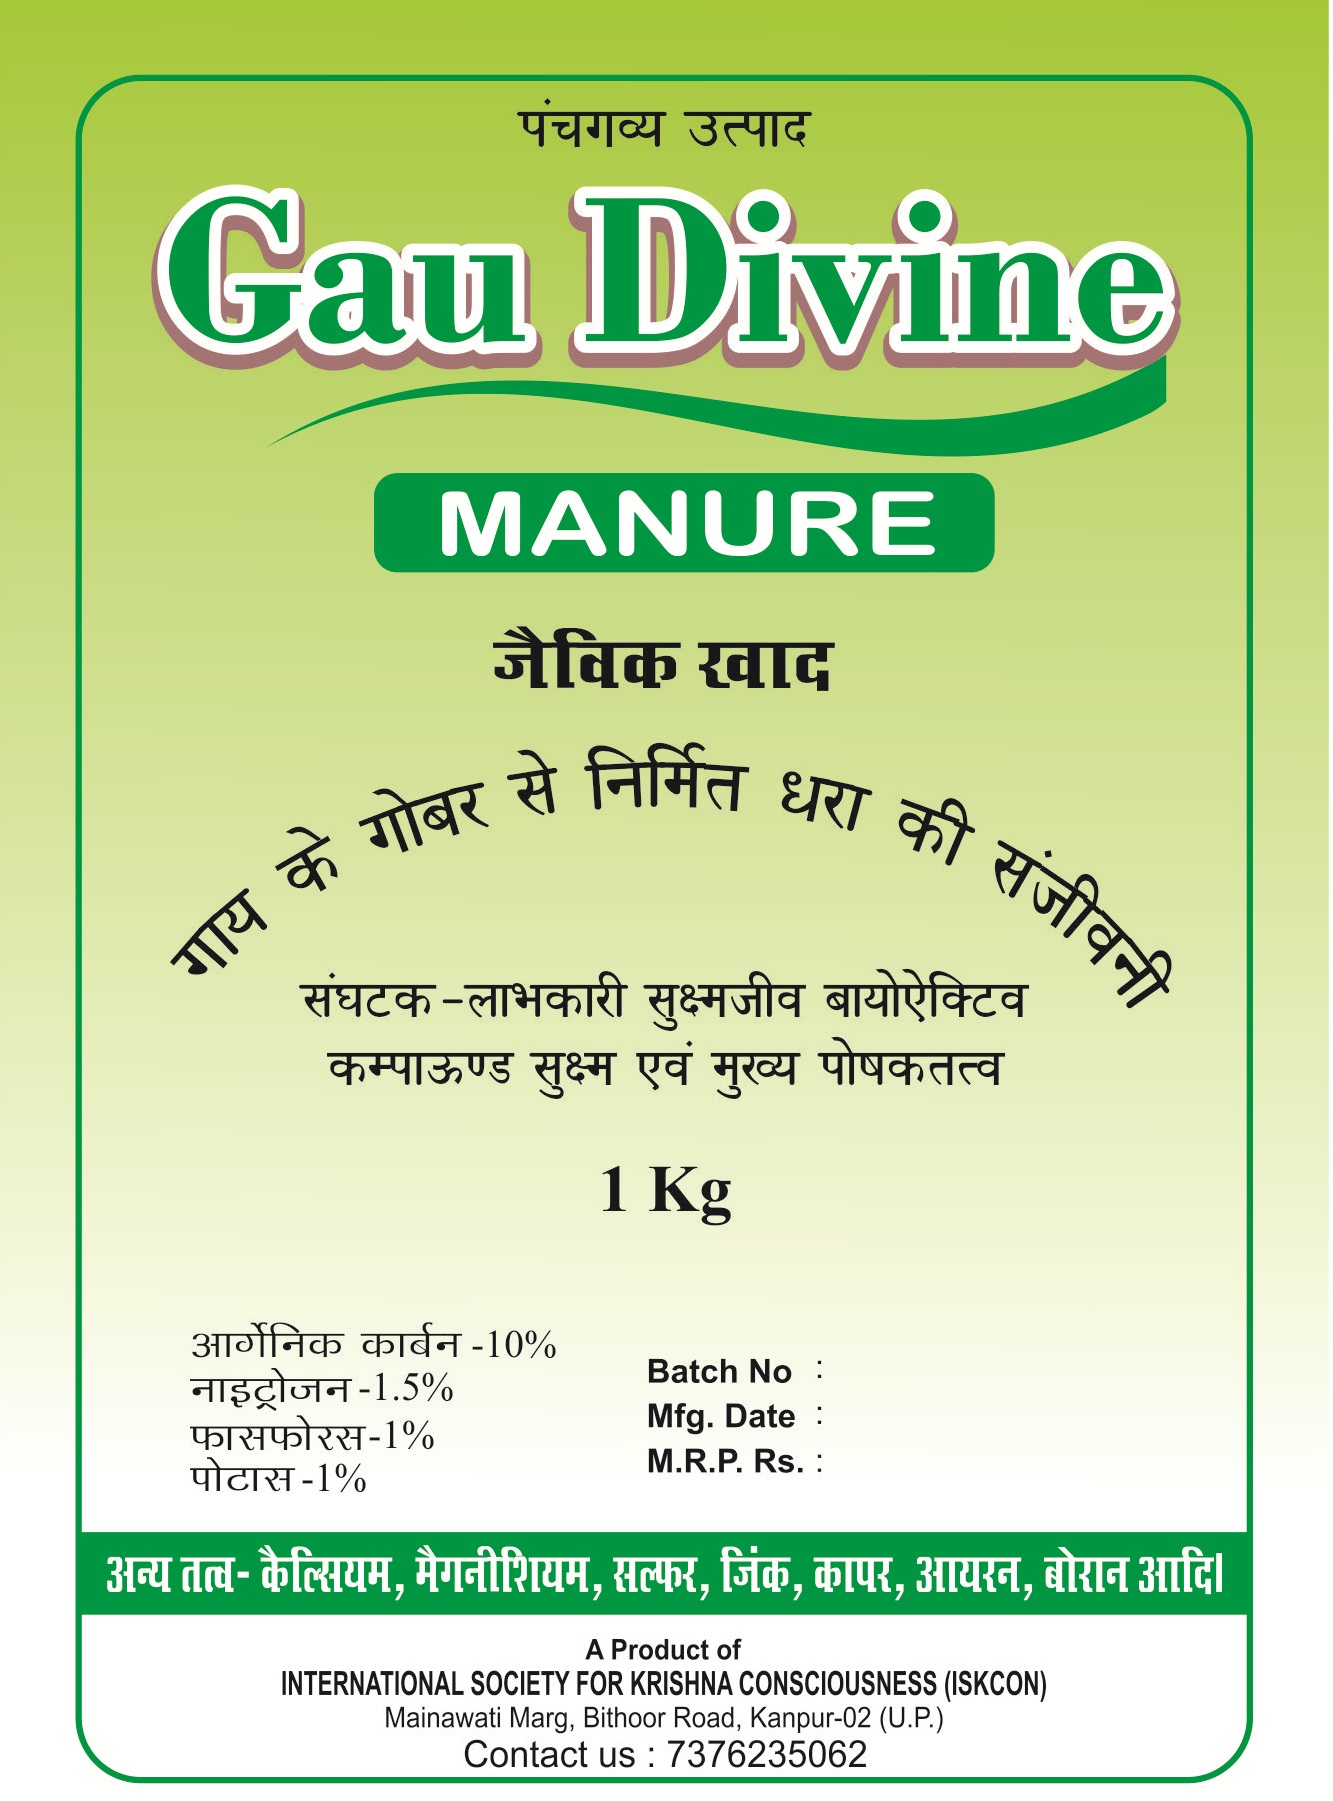 पंचगव्य उत्पाद
Gau Divine
MANURE
जैविक खाद
गाय के गोबर से निर्मित धरा की संजीवनी
संघटक-लाभकारी सुक्ष्मजीव बायोऐक्टिव
कम्पाऊण्ड सुक्ष्म एवं मुख्य पोषकतत्व
1 Kg
आर्गेनिक कार्बन -10%
नाइट्रोजन -1.5%
फासफोरस-1%
पोटास -1%
Batch No :
Mfg. Date :
M.R.P. Rs. :
अन्य तत्व- कैल्सियम, मैगनीशियम, सल्फर, जिंक, कापर, आयरन, बोरान आदि।
A Product of
INTERNATIONAL SOCIETY FOR KRISHNA CONSCIOUSNESS (ISKCON)
Mainawati Marg, Bithoor Road, Kanpur-02 (U.P.)
Contact us : 7376235062